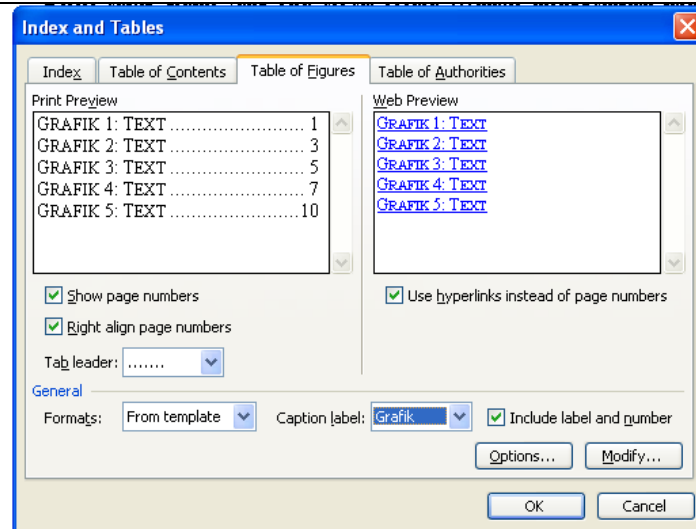 Index and Tables
Index
Table of Contents
Table of Figures
Table of Authorities
Print Preview
GRAFIK 1: TEXT ........................ 1
GRAFIK 2: TEXT ........................ 3
GRAFIK 3: TEXT ........................ 5
GRAFIK 4: TEXT ........................ 7
GRAFIK 5: TEXT .......................10
Web Preview
GRAFIK 1: TEXT
GRAFIK 2: TEXT
GRAFIK 3: TEXT
GRAFIK 4: TEXT
GRAFIK 5: TEXT
Show page numbers
Right align page numbers
Tab leader: .......
Use hyperlinks instead of page numbers
General
Formats: From template
Caption label: Grafik
Include label and number
Options...
Modify...
OK
Cancel